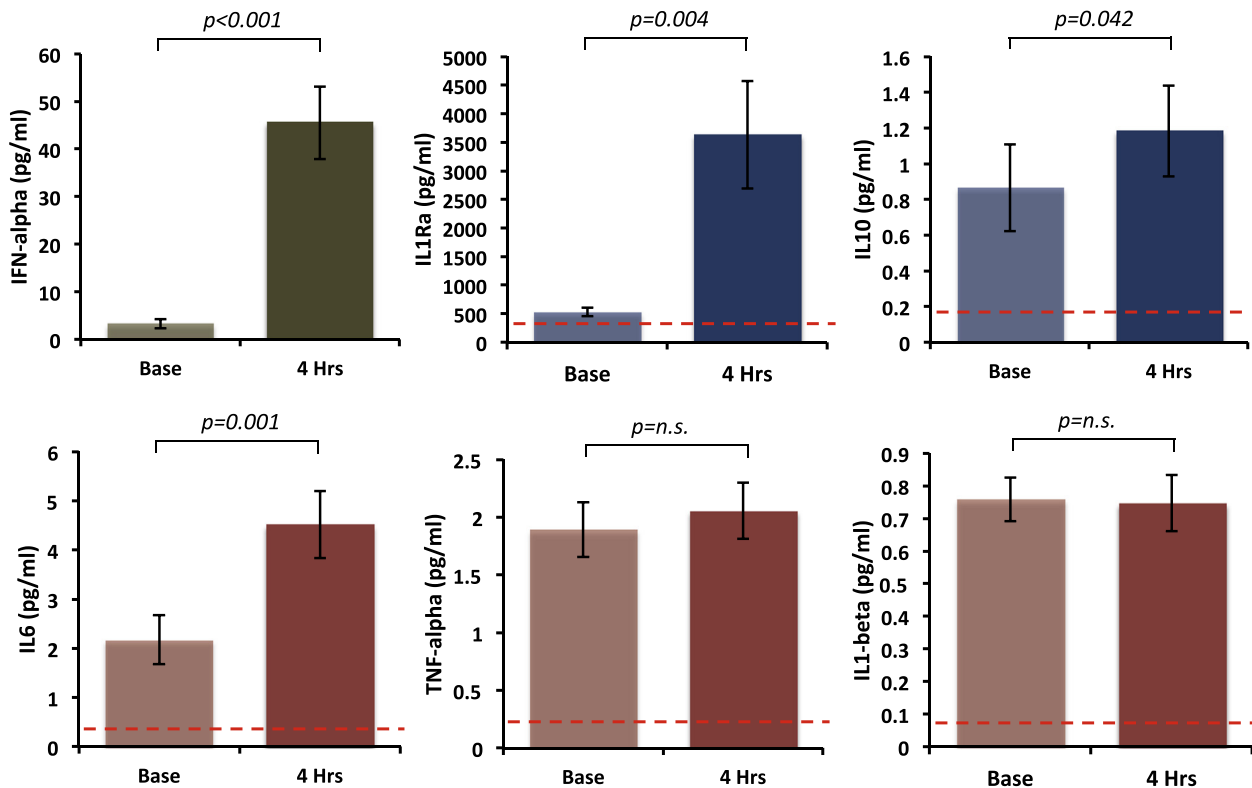 p<0.001
IFN-alpha (pg/ml)
60
50
40
30
20
10
0
Base
4 Hrs
p=0.004
IL1Ra (pg/ml)
5000
4500
4000
3500
3000
2500
2000
1500
1000
500
0
Base
4 Hrs
p=0.042
IL10 (pg/ml)
1.6
1.4
1.2
1
0.8
0.6
0.4
0.2
0
Base
4 Hrs
p=0.001
IL6 (pg/ml)
6
5
4
3
2
1
0
Base
4 Hrs
p=n.s.
TNF-alpha (pg/ml)
2.5
2
1.5
1
0.5
0
Base
4 Hrs
p=n.s.
IL1-beta (pg/ml)
0.9
0.8
0.7
0.6
0.5
0.4
0.3
0.2
0.1
0
Base
4 Hrs